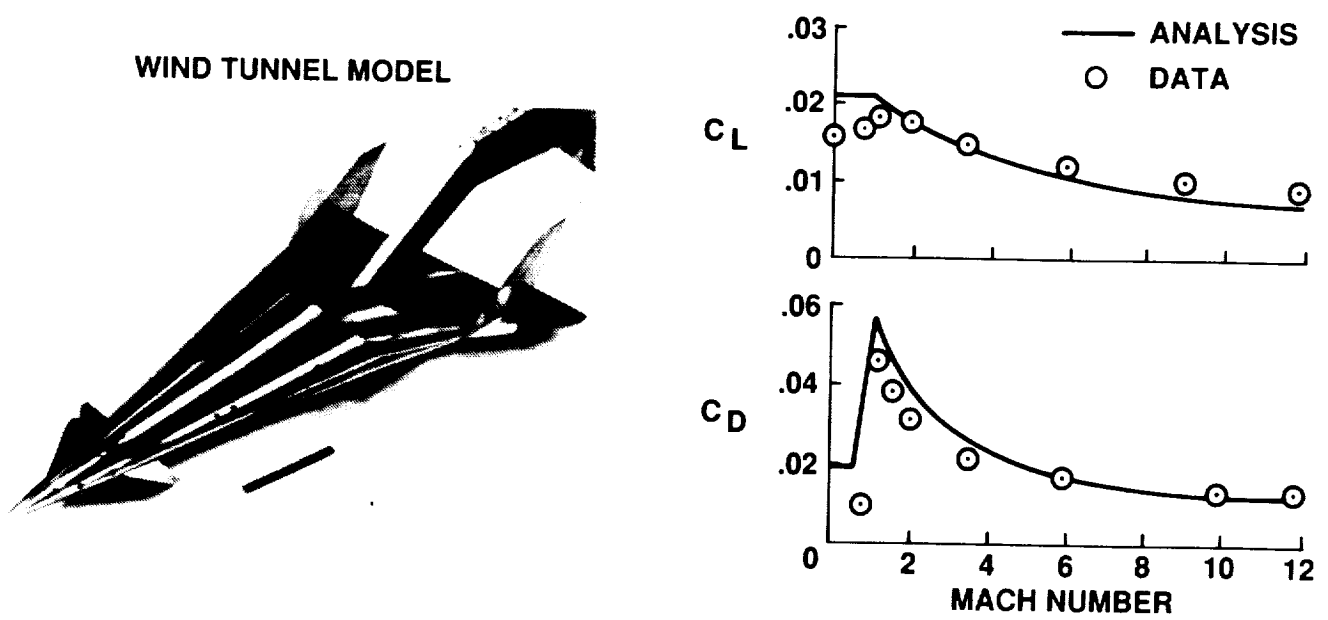 WIND TUNNEL MODEL
ANALYSIS
DATA
.03
.02
.01
0
C L
.06
.04
.02
0
C D
2 4 6 8 10 12
MACH NUMBER